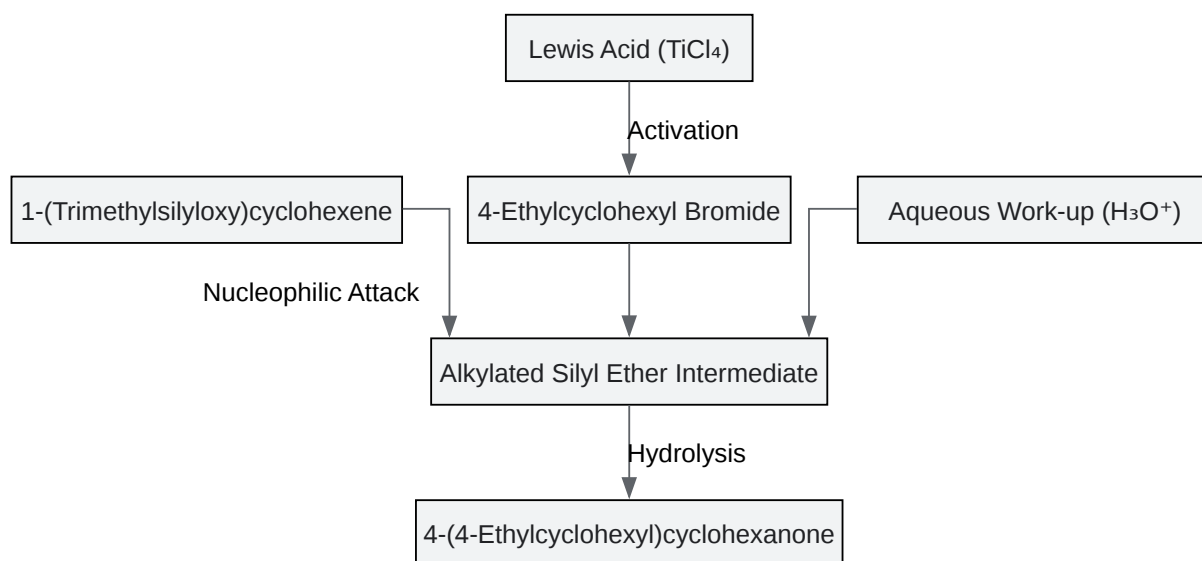 Lewis Acid (TiCl₄)
Activation
1-(Trimethylsilyloxy)cyclohexene
4-Ethylcyclohexyl Bromide
Aqueous Work-up (H₃O⁺)
Nucleophilic Attack
Alkylated Silyl Ether Intermediate
Hydrolysis
4-(4-Ethylcyclohexyl)cyclohexanone